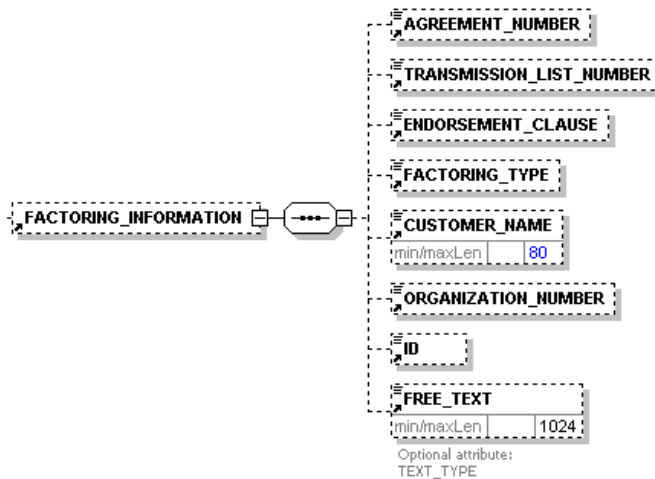 AGREEMENT_NUMBER
TRANSMISSION_LIST_NUMBER
ENDORSEMENT_CLAUSE
FACTORING_TYPE
FACTORING_INFORMATION
CUSTOMER_NAME
min/maxLen 80
ORGANIZATION_NUMBER
ID
FREE_TEXT
min/maxLen 1024
Optional attribute:
TEXT_TYPE